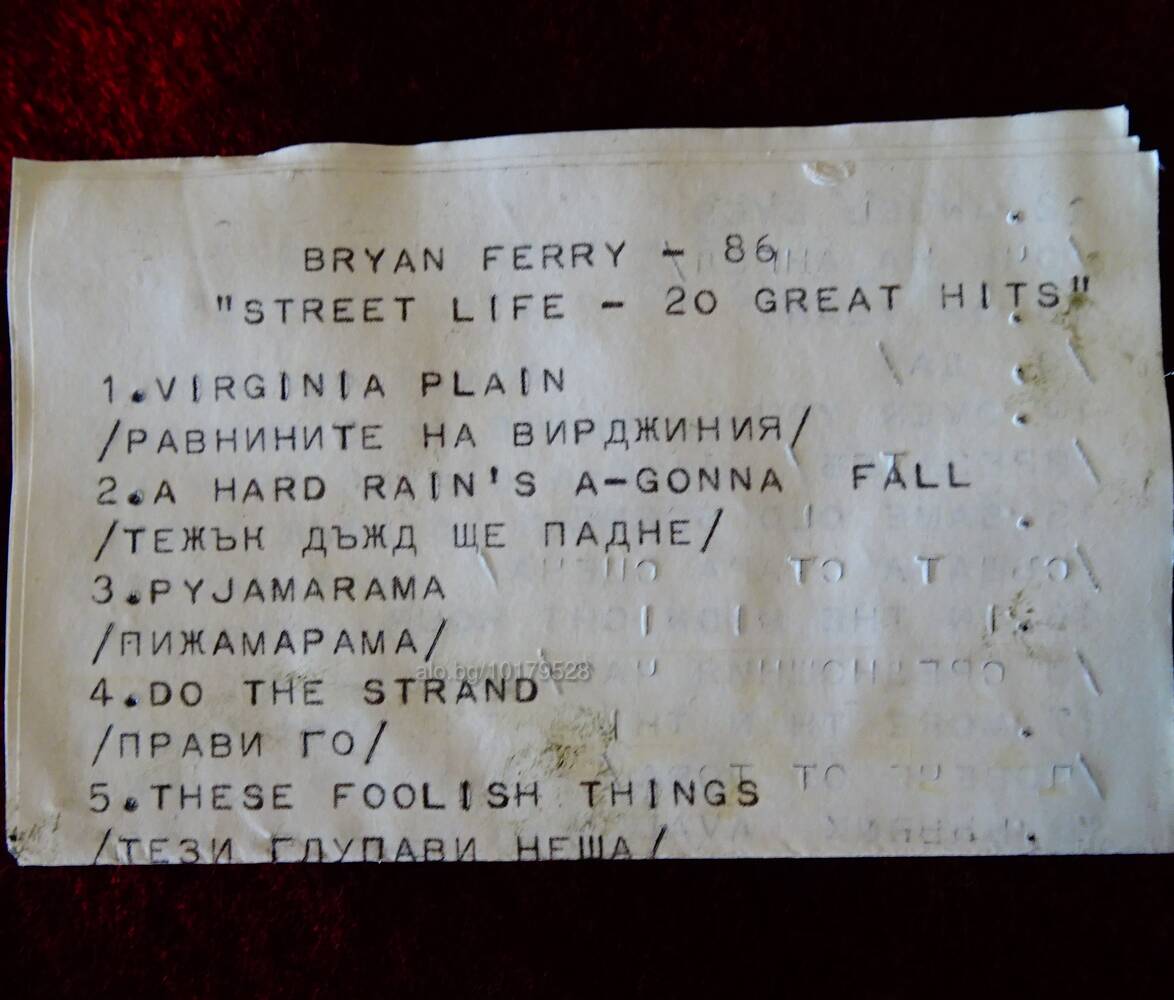 BRYAN FERRY - 86
"STREET LIFE - 20 GREAT HITS"
1.VIRGINIA PLAIN
/РАВНИНИТЕ НА ВИРДЖИНИЯ/
2.A HARD RAIN'S A-GONNA FALL
/ТЕЖЪК ДЪЖД ЩЕ ПАДНЕ/
3.PYJAMARAMA
/ПИЖАМАРАМА/
alo.bg/10179528
4.DO THE STRAND
/ПРАВИ ГО/
5.THESE FOOLISH THINGS
/ТЕЗИ ГЛУПАВИ НЕЩА/